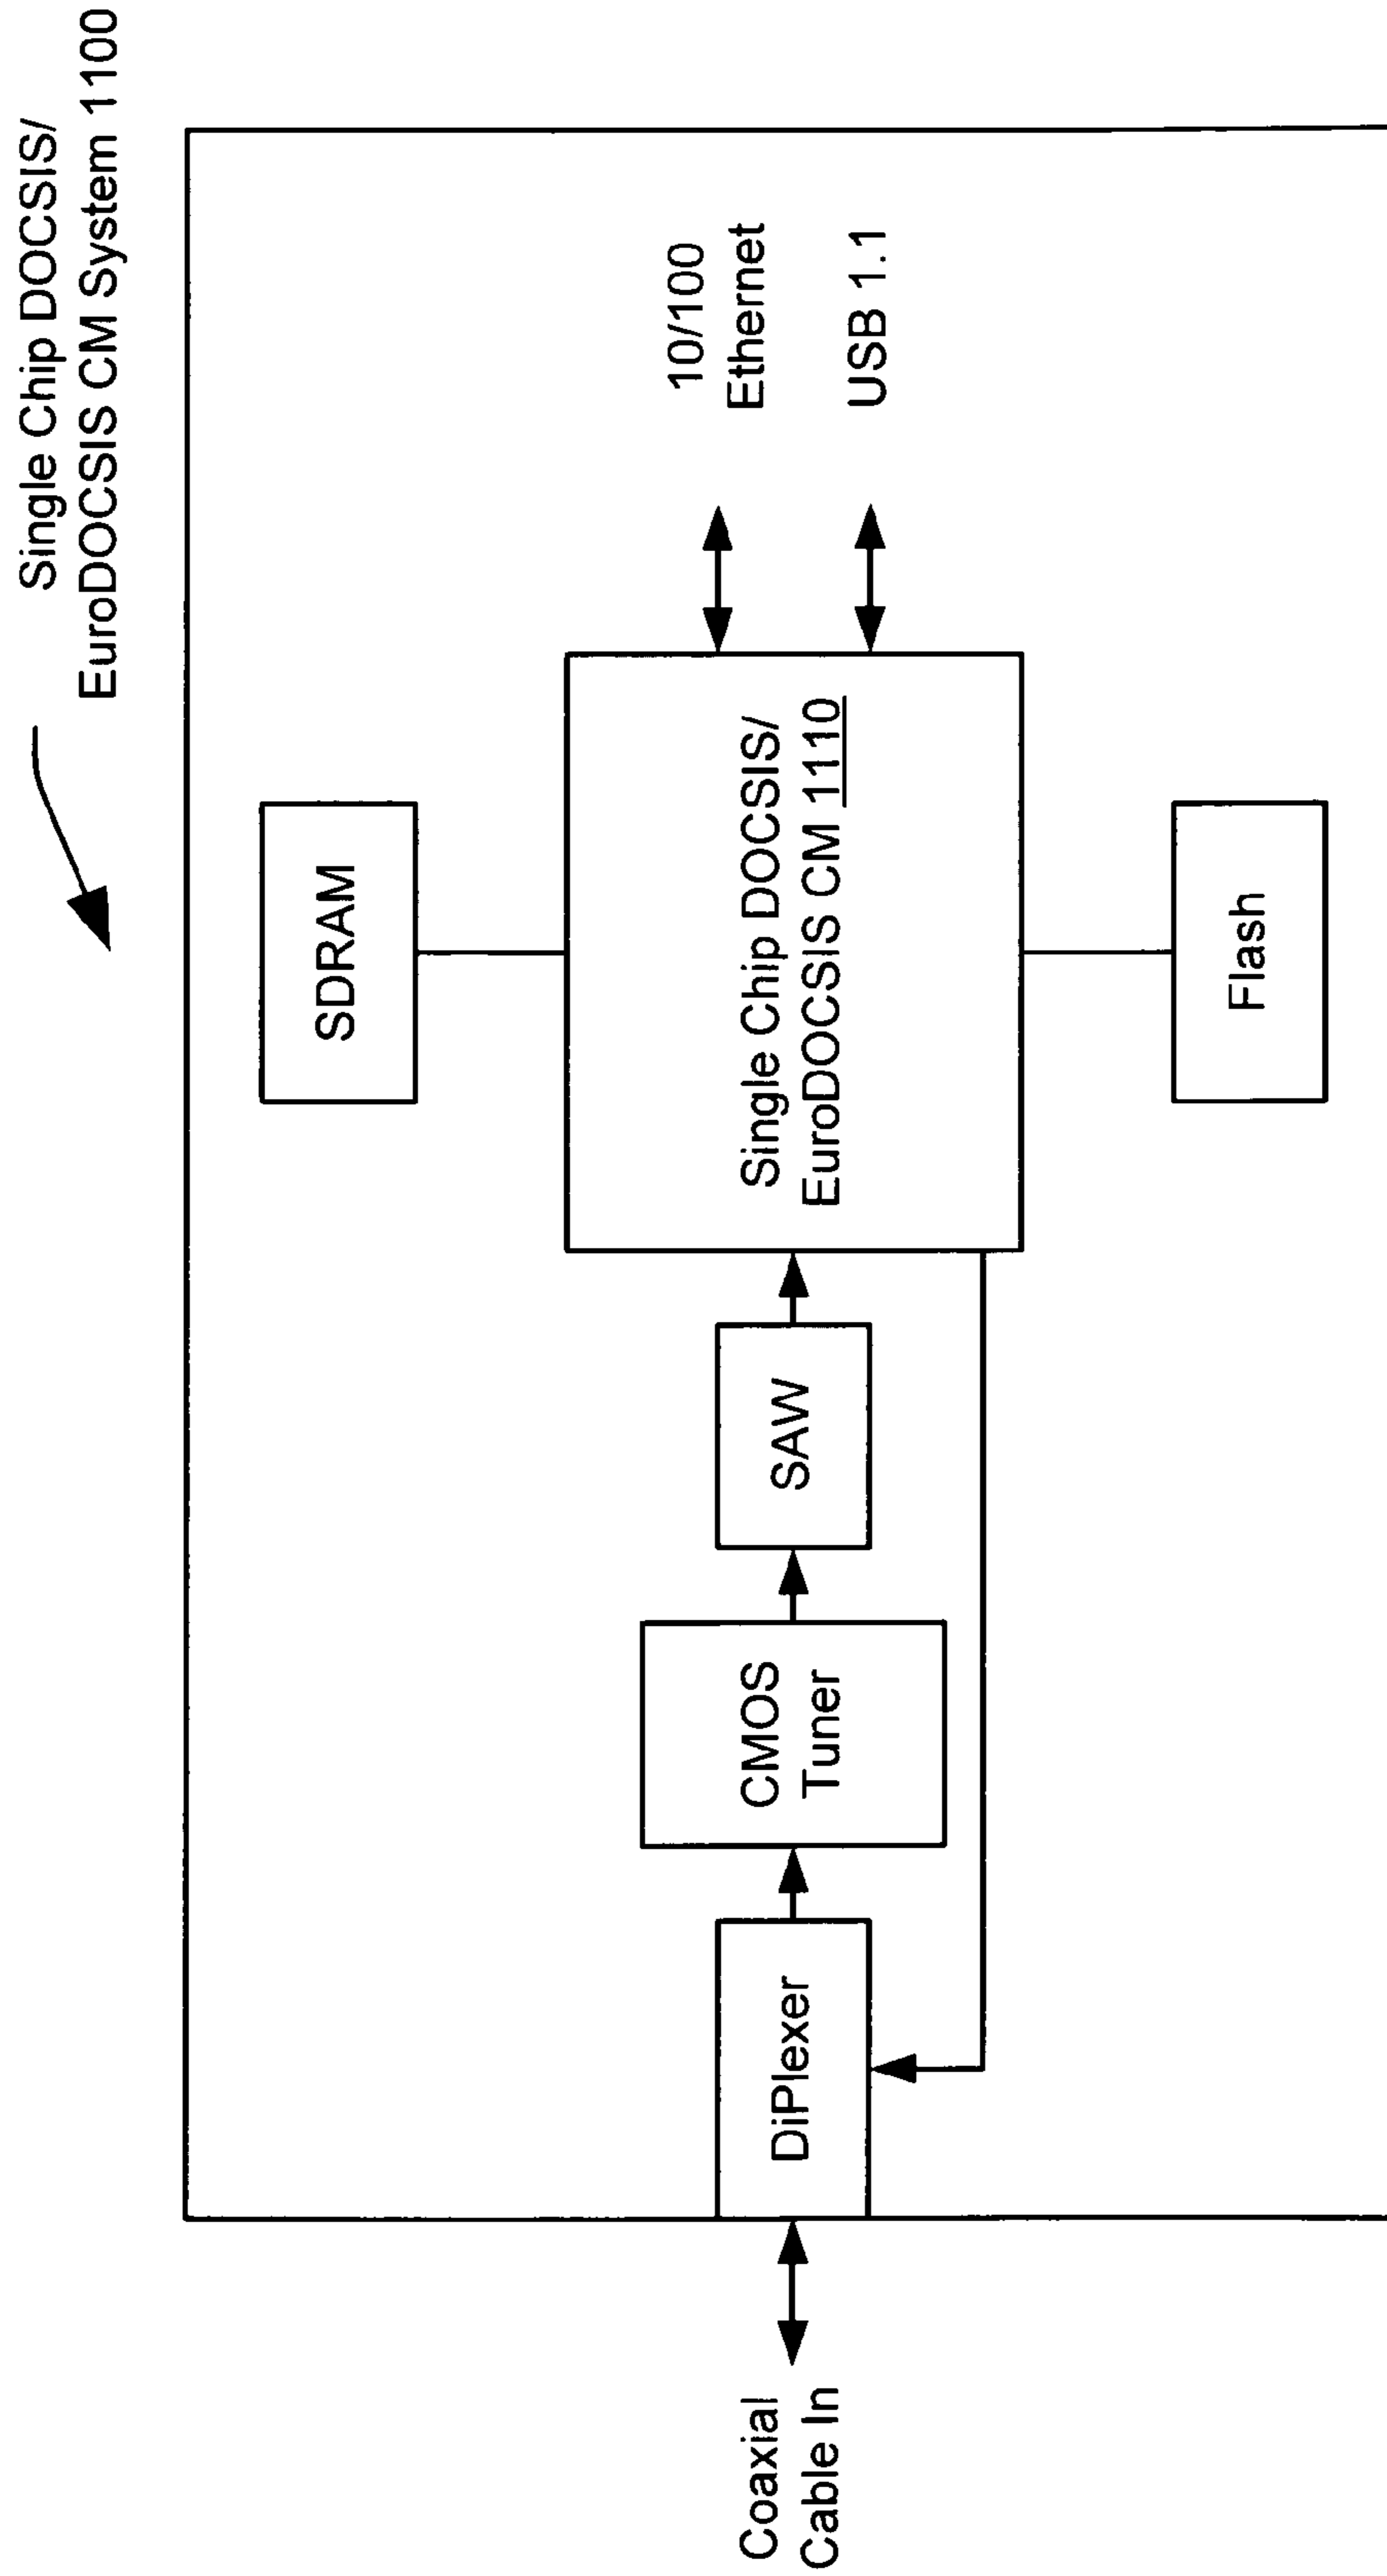 Single Chip DOCSIS/
EuroDOCSIS CM System 1100
SDRAM
Coaxial
Cable In
DiPlexer
CMOS
Tuner
SAW
Single Chip DOCSIS/
EuroDOCSIS CM 1110
10/100
Ethernet
USB 1.1
Flash